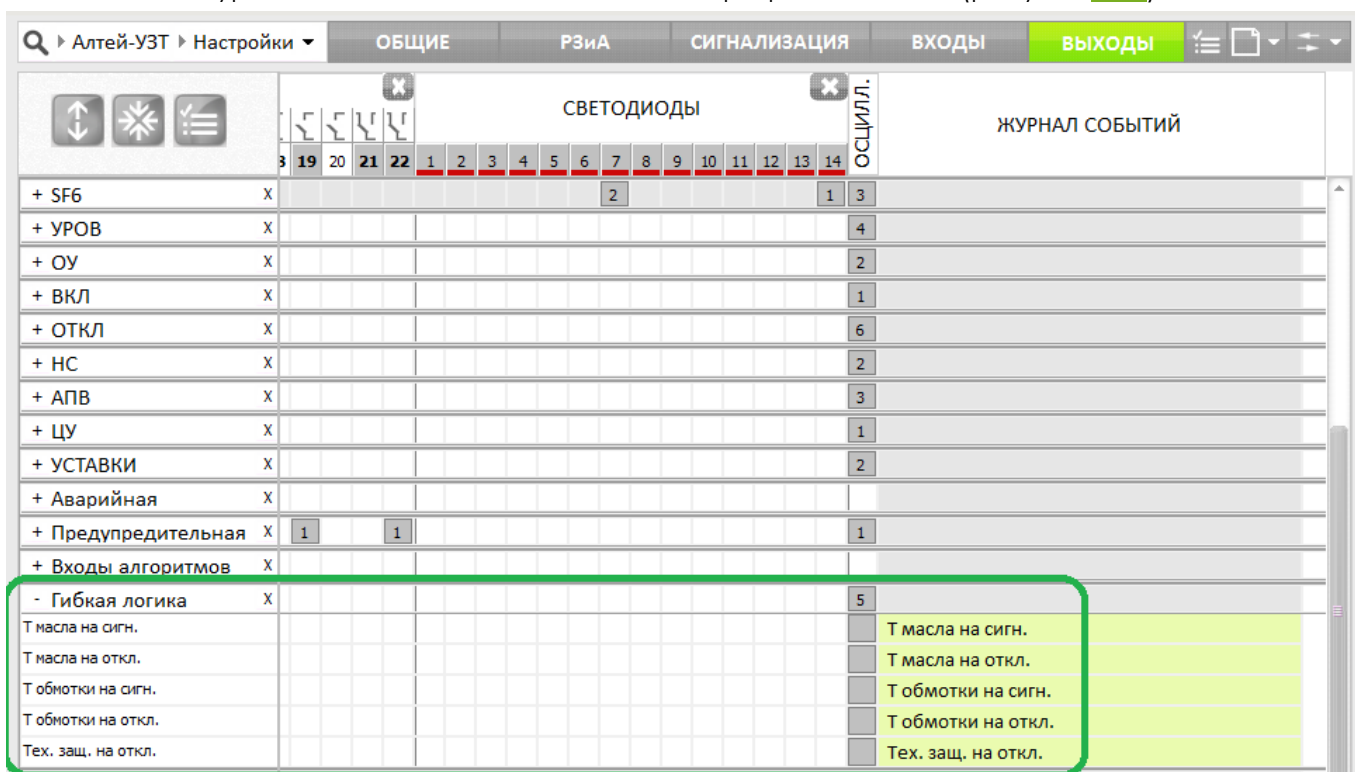 Алтей-УЗТ Настройки ОБЩИЕ РЗиА СИГНАЛИЗАЦИЯ ВХОДЫ ВЫХОДЫ
СВЕТОДИОДЫ ОСЦИЛЛ. ЖУРНАЛ СОБЫТИЙ
19 20 21 22 1 2 3 4 5 6 7 8 9 10 11 12 13 14
+ SF6 X 2 1 3
+ УРОВ X 4
+ ОУ X 2
+ ВКЛ X 1
+ ОТКЛ X 6
+ НС X 2
+ АПВ X 3
+ ЦУ X 1
+ УСТАВКИ X 2
+ Аварийная X
+ Предупредительная X 1 1 1
+ Входы алгоритмов X
- Гибкая логика X 5
Т масла на сигн. Т масла на сигн.
Т масла на откл. Т масла на откл.
Т обмотки на сигн. Т обмотки на сигн.
Т обмотки на откл. Т обмотки на откл.
Тех. защ. на откл. Тех. защ. на откл.